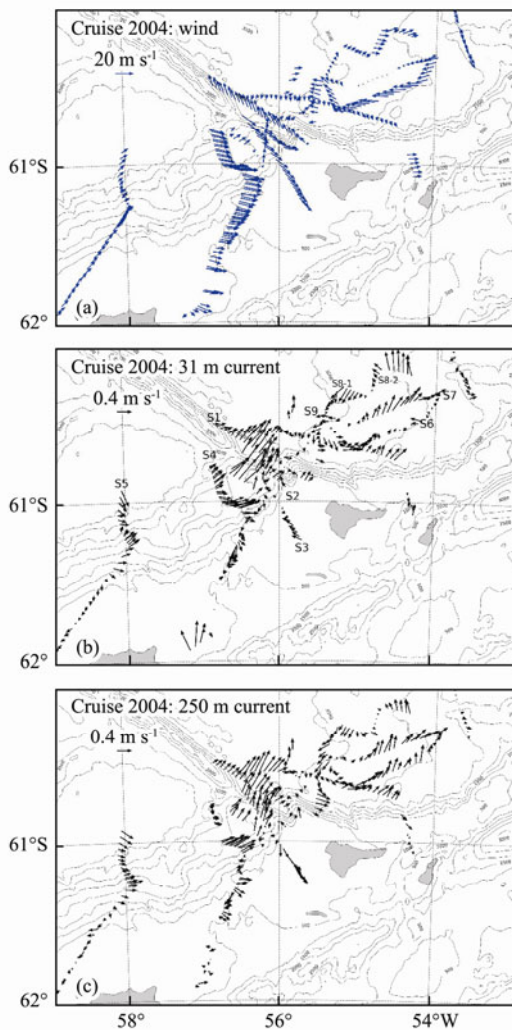 Cruise 2004: wind
20 m s⁻¹
61°S
(a)
62°
Cruise 2004: 31 m current
0.4 m s⁻¹
S8-1
S8-2
S1
S9
S7
S6
S4
S5
S2
61°S
S3
(b)
62°
Cruise 2004: 250 m current
0.4 m s⁻¹
61°S
(c)
62°
58°
56°
54°W